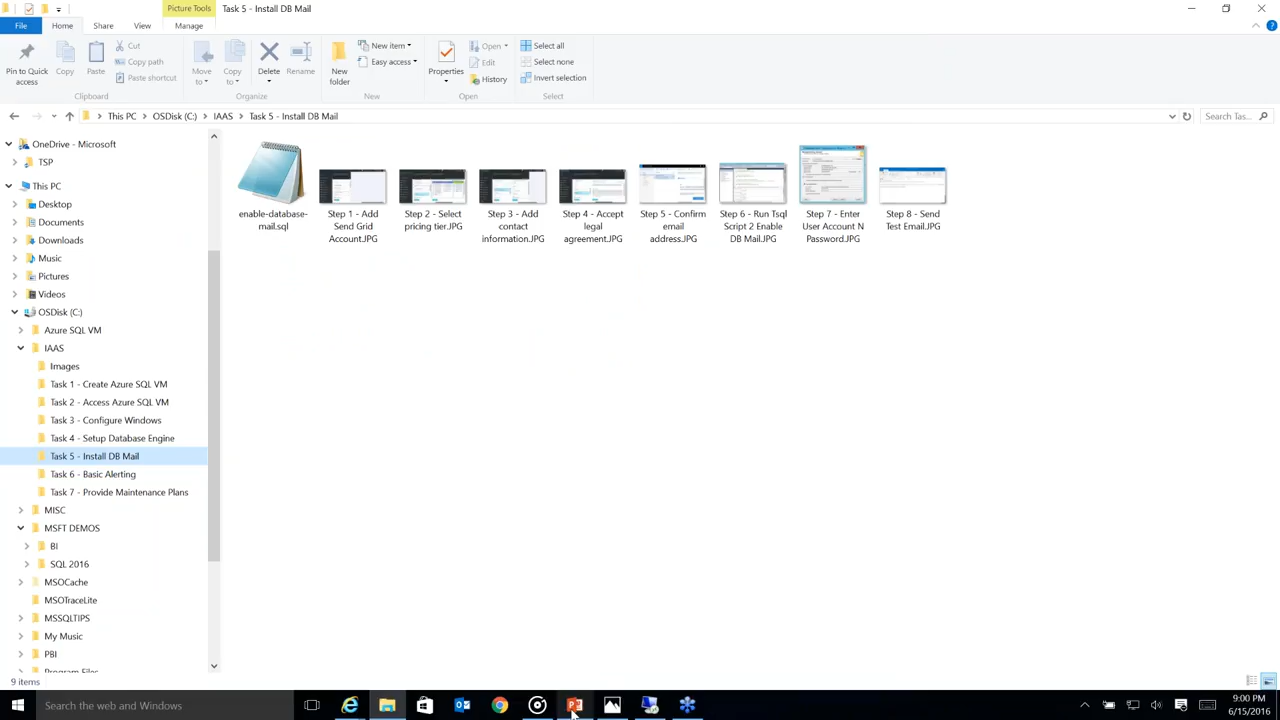 Picture Tools
Task 5 - Install DB Mail
File
Home
Share
View
Manage
Pin to Quick
access
Copy
Paste
Cut
Copy path
Paste shortcut
Clipboard
Move
to
Copy
to
Delete
Rename
Organize
New
folder
New item
Easy access
New
Properties
Open
Edit
History
Open
Select all
Select none
Invert selection
Select
This PC
OSDisk (C:)
IAAS
Task 5 - Install DB Mail
Search Tas...
OneDrive - Microsoft
TSP
This PC
Desktop
Documents
Downloads
Music
Pictures
Videos
OSDisk (C:)
Azure SQL VM
IAAS
Images
Task 1 - Create Azure SQL VM
Task 2 - Access Azure SQL VM
Task 3 - Configure Windows
Task 4 - Setup Database Engine
Task 5 - Install DB Mail
Task 6 - Basic Alerting
Task 7 - Provide Maintenance Plans
MISC
MSFT DEMOS
BI
SQL 2016
MSOCache
MSOTraceLite
MSSQLTIPS
My Music
PBI
Program Files
enable-database-
mail.sql
Step 1 - Add
Send Grid
Account.JPG
Step 2 - Select
pricing tier.JPG
Step 3 - Add
contact
information.JPG
Step 4 - Accept
legal
agreement.JPG
Step 5 - Confirm
email
address.JPG
Step 6 - Run Tsql
Script 2 Enable
DB Mail.JPG
Step 7 - Enter
User Account N
Password.JPG
Step 8 - Send
Test Email.JPG
9 items
Search the web and Windows
9:00 PM
6/15/2016